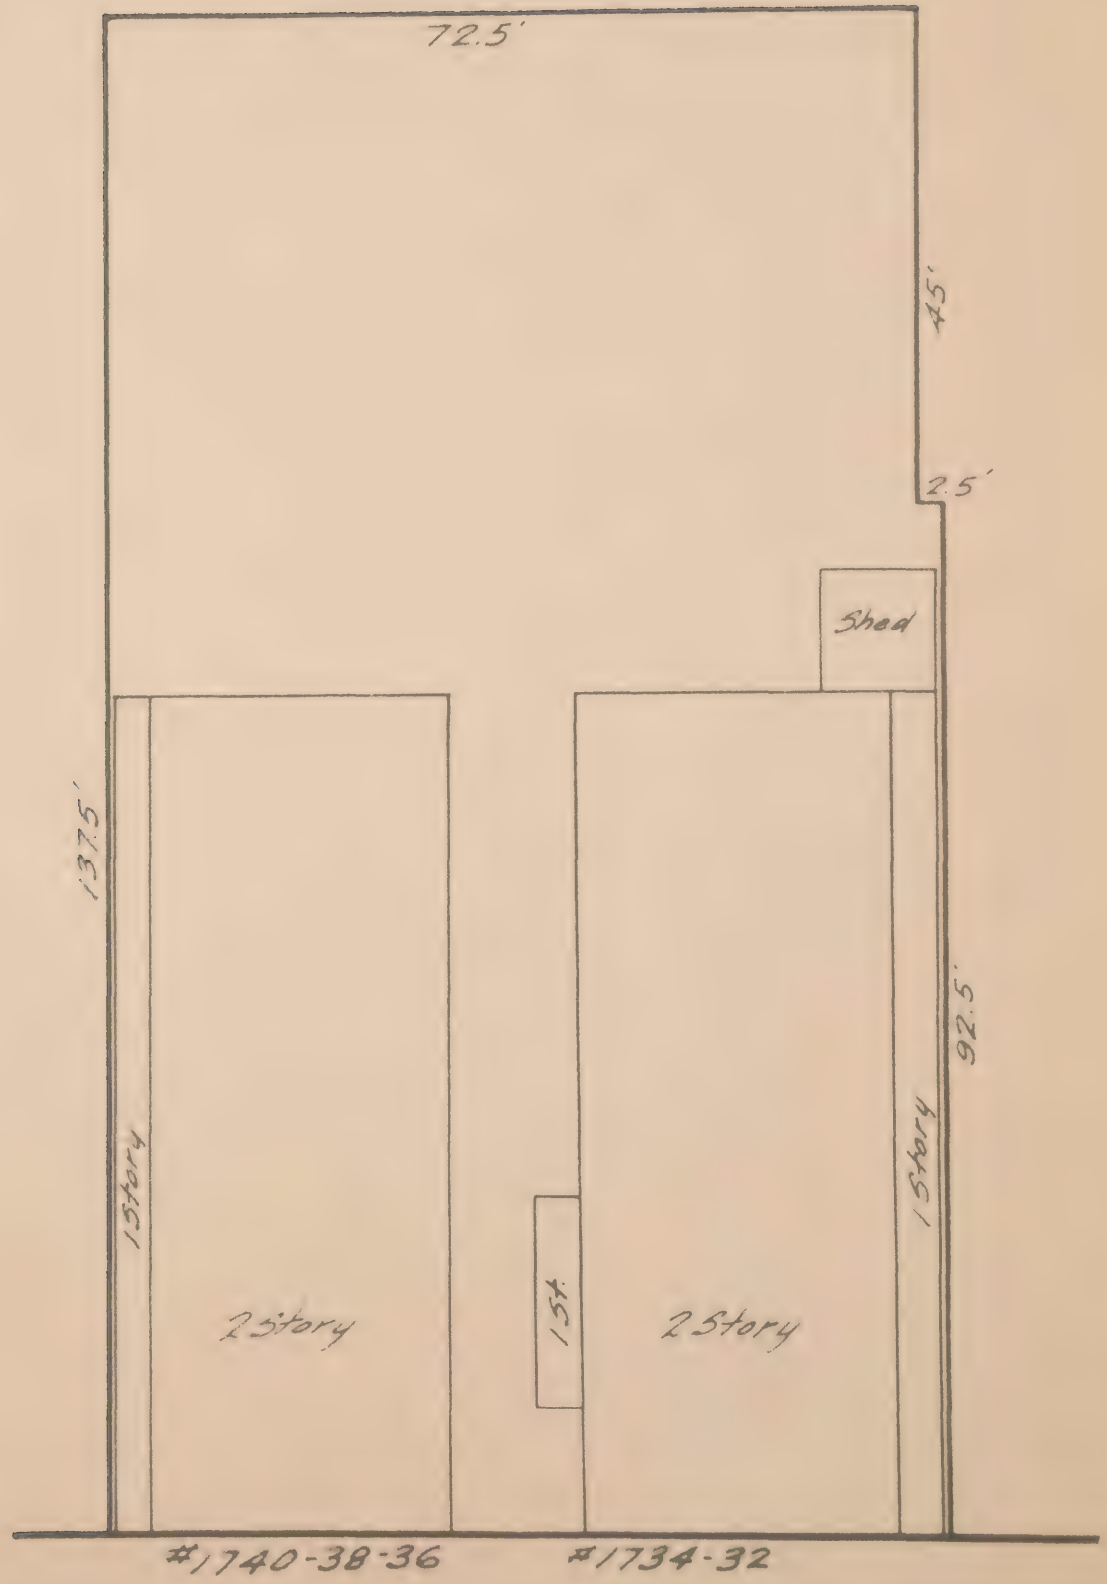 72.5'
45'
2.5'
Shed
137.5'
92.5'
1 Story
1 Story
1 St.
2 Story
2 Story
#1740-38-36
#1734-32